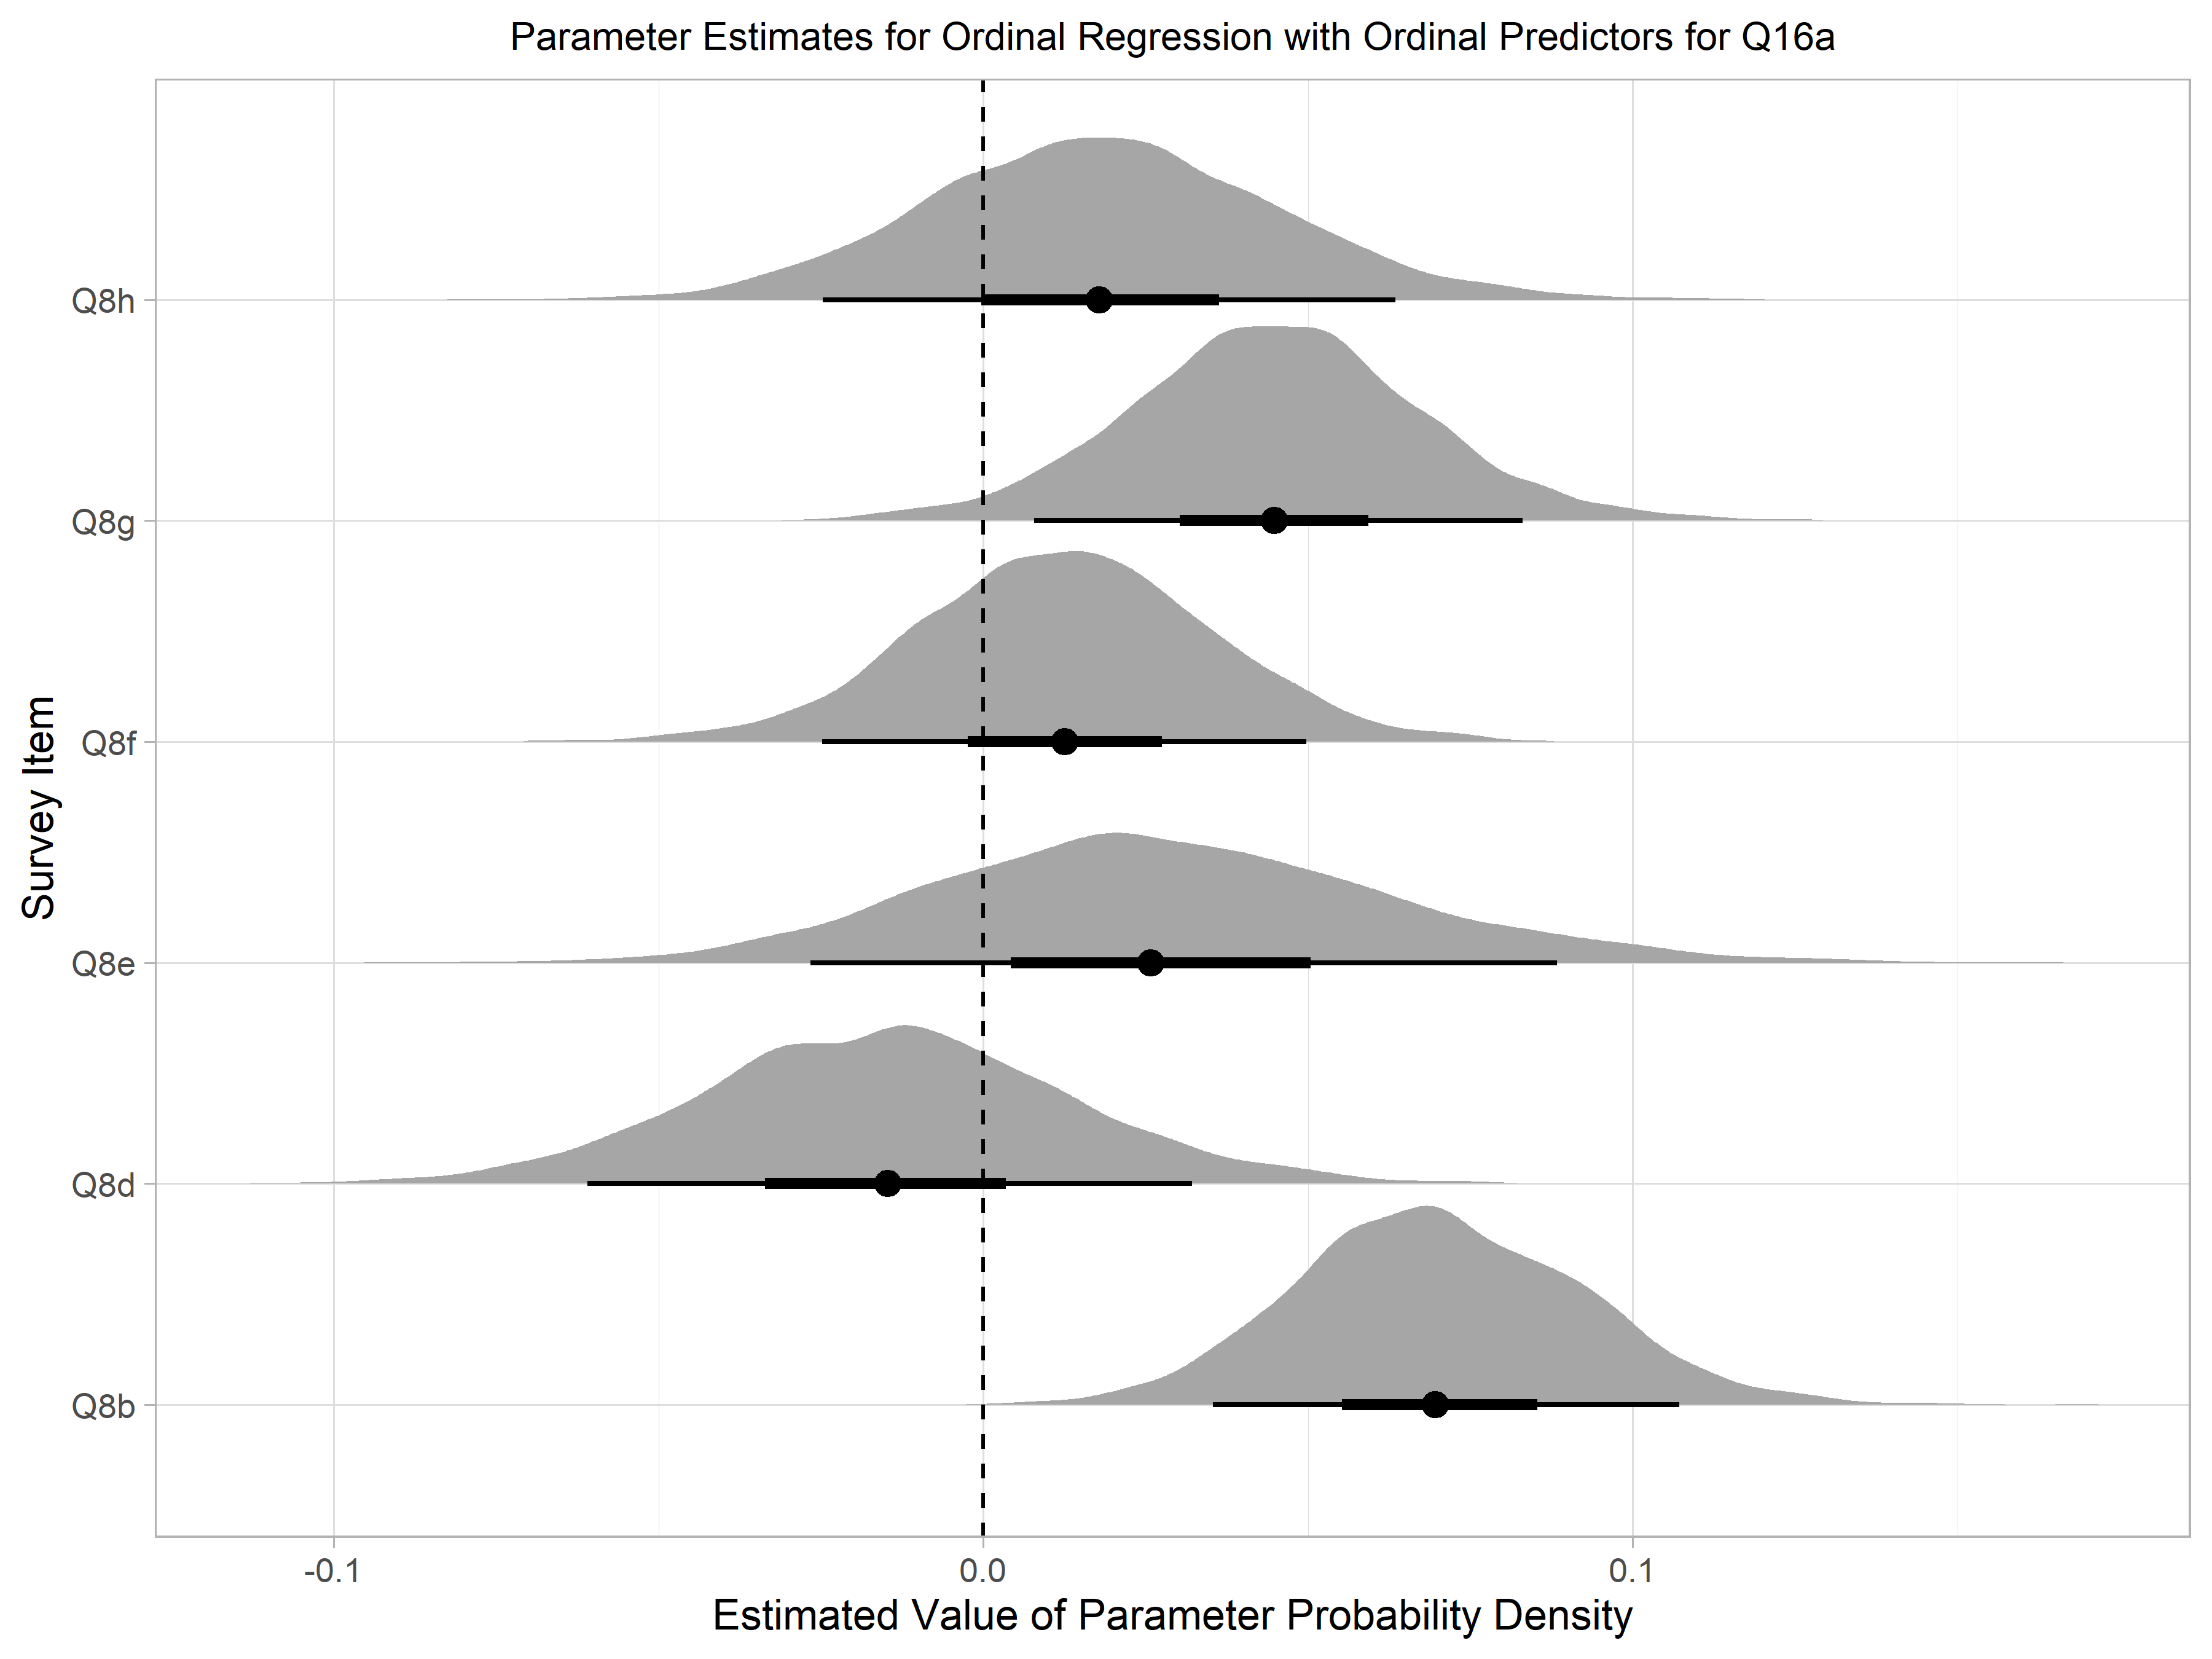 Parameter Estimates for Ordinal Regression with Ordinal Predictors for Q16a
Survey Item
Q8h
Q8g
Q8f
Q8e
Q8d
Q8b
-0.1
0.0
0.1
Estimated Value of Parameter Probability Density